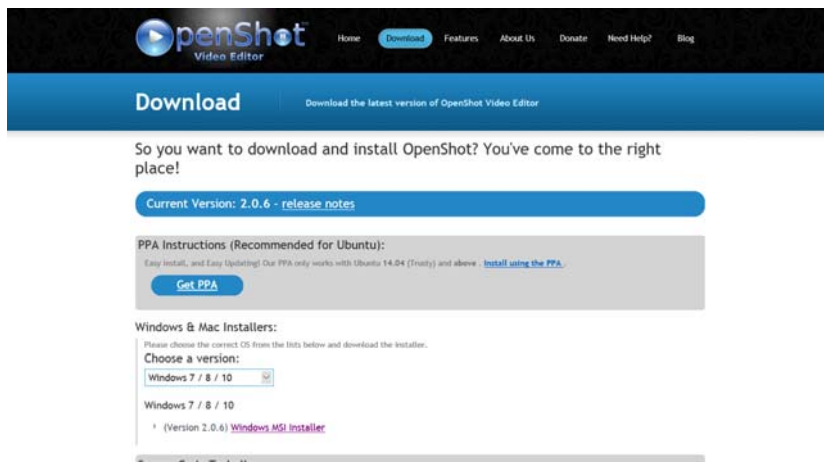 OpenShot™
Video Editor
Home Download Features About Us Donate Need Help? Blog
Download
Download the latest version of OpenShot Video Editor
So you want to download and install OpenShot? You've come to the right
place!
Current Version: 2.0.6 - release notes
PPA Instructions (Recommended for Ubuntu):
Easy Install, and Easy Updating! Our PPA only works with Ubuntu 14.04 (Trusty) and above . Install using the PPA .
Get PPA
Windows & Mac Installers:
Please choose the correct OS from the lists below and download the installer.
Choose a version:
Windows 7 / 8 / 10
Windows 7 / 8 / 10
(Version 2.0.6) Windows MSI Installer